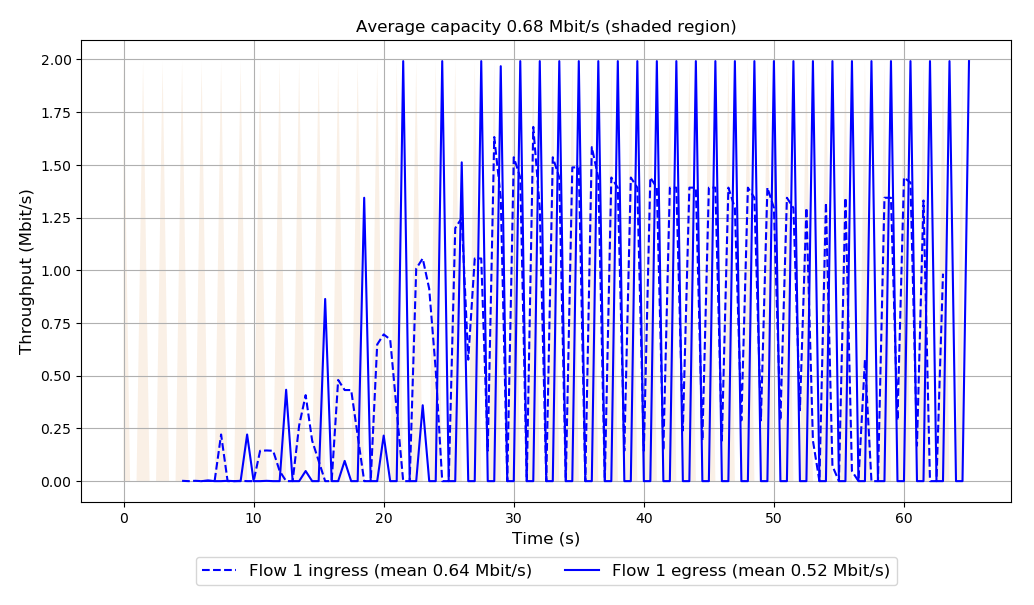 Average capacity 0.68 Mbit/s (shaded region)
Throughput (Mbit/s)
2.00
1.75
1.50
1.25
1.00
0.75
0.50
0.25
0.00
0 10 20 30 40 50 60
Time (s)
Flow 1 ingress (mean 0.64 Mbit/s) Flow 1 egress (mean 0.52 Mbit/s)